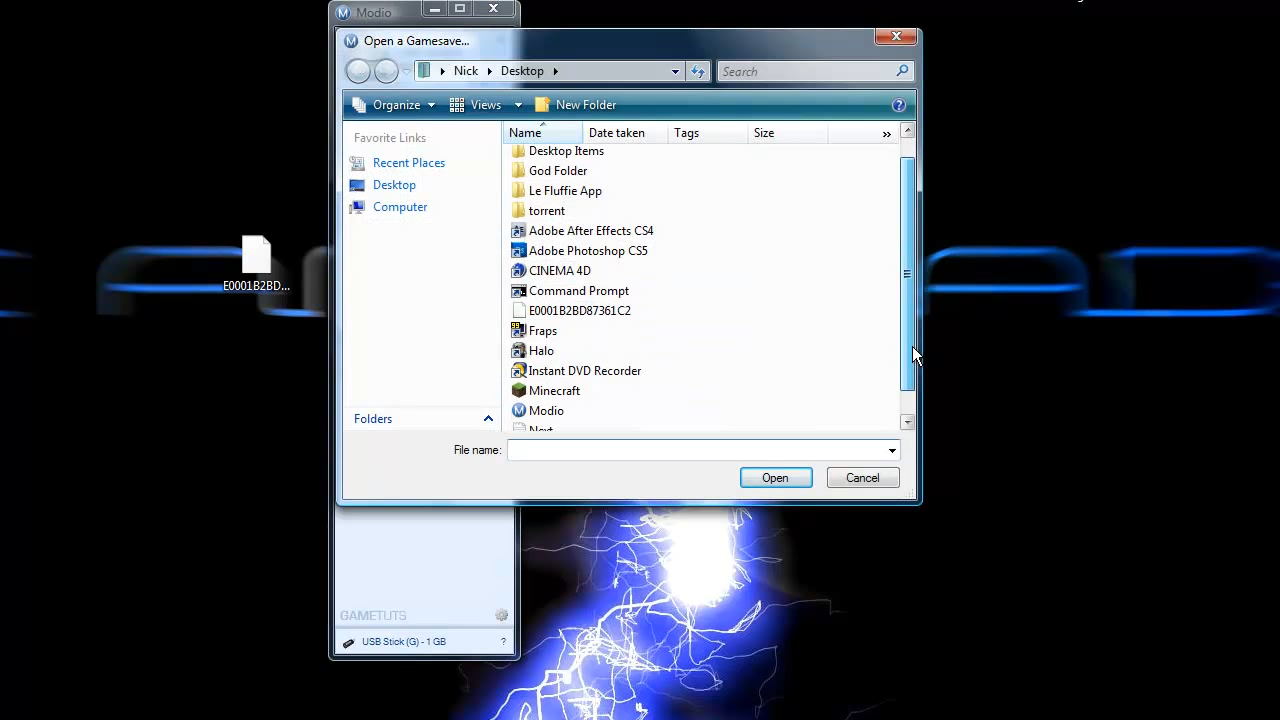 Modio
Open a Gamesave...
Nick Desktop
Search
Organize Views New Folder
Favorite Links
Recent Places
Desktop
Computer
Folders
Name Date taken Tags Size »
Desktop Items
God Folder
Le Fluffie App
torrent
Adobe After Effects CS4
Adobe Photoshop CS5
CINEMA 4D
Command Prompt
E0001B2BD87361C2
Fraps
Halo
Instant DVD Recorder
Minecraft
Modio
File name:
Open Cancel
E0001B2BD...
GAMETUTS
USB Stick (G) - 1 GB ?